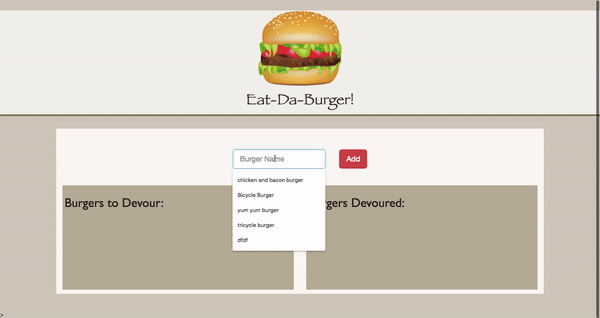 Eat-Da-Burger!
Burger Name
Add
chicken and bacon burger
Bicycle Burger
yum yum burger
tricycle burger
dfdf
Burgers to Devour:
rgers Devoured:
>